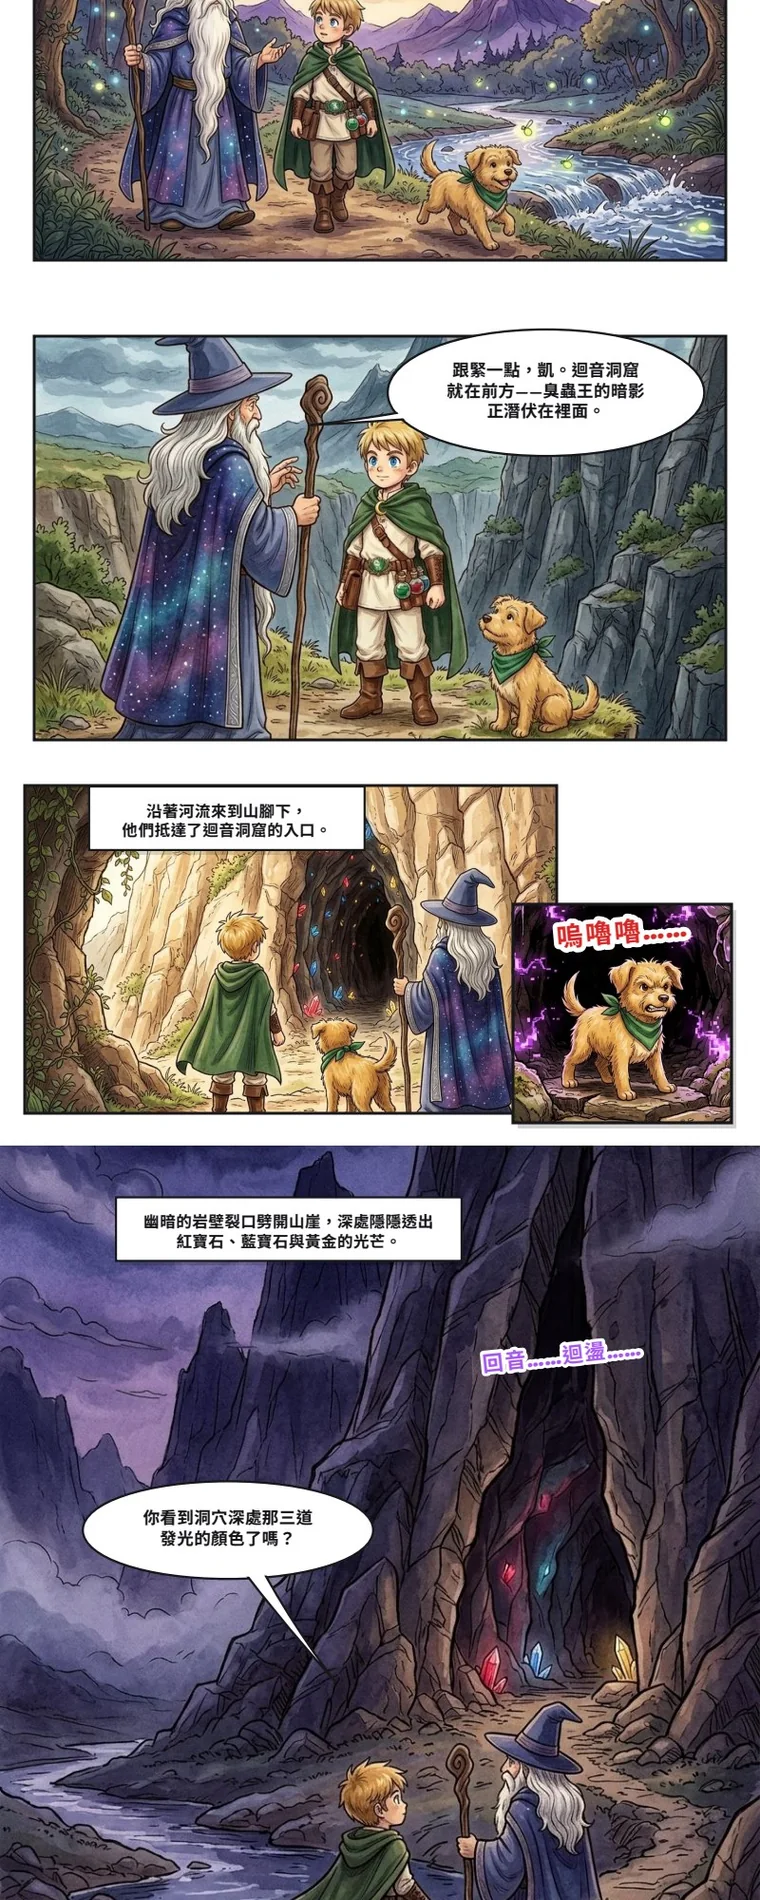 跟緊一點，凱。迴音洞窟
就在前方——臭蟲王的暗影
正潛伏在裡面。
沿著河流來到山腳下，
他們抵達了迴音洞窟的入口。
嗚嚕嚕……
幽暗的岩壁裂口劈開山崖，深處隱隱透出
紅寶石、藍寶石與黃金的光芒。
回音……迴盪……
你看到洞穴深處那三道
發光的顏色了嗎？